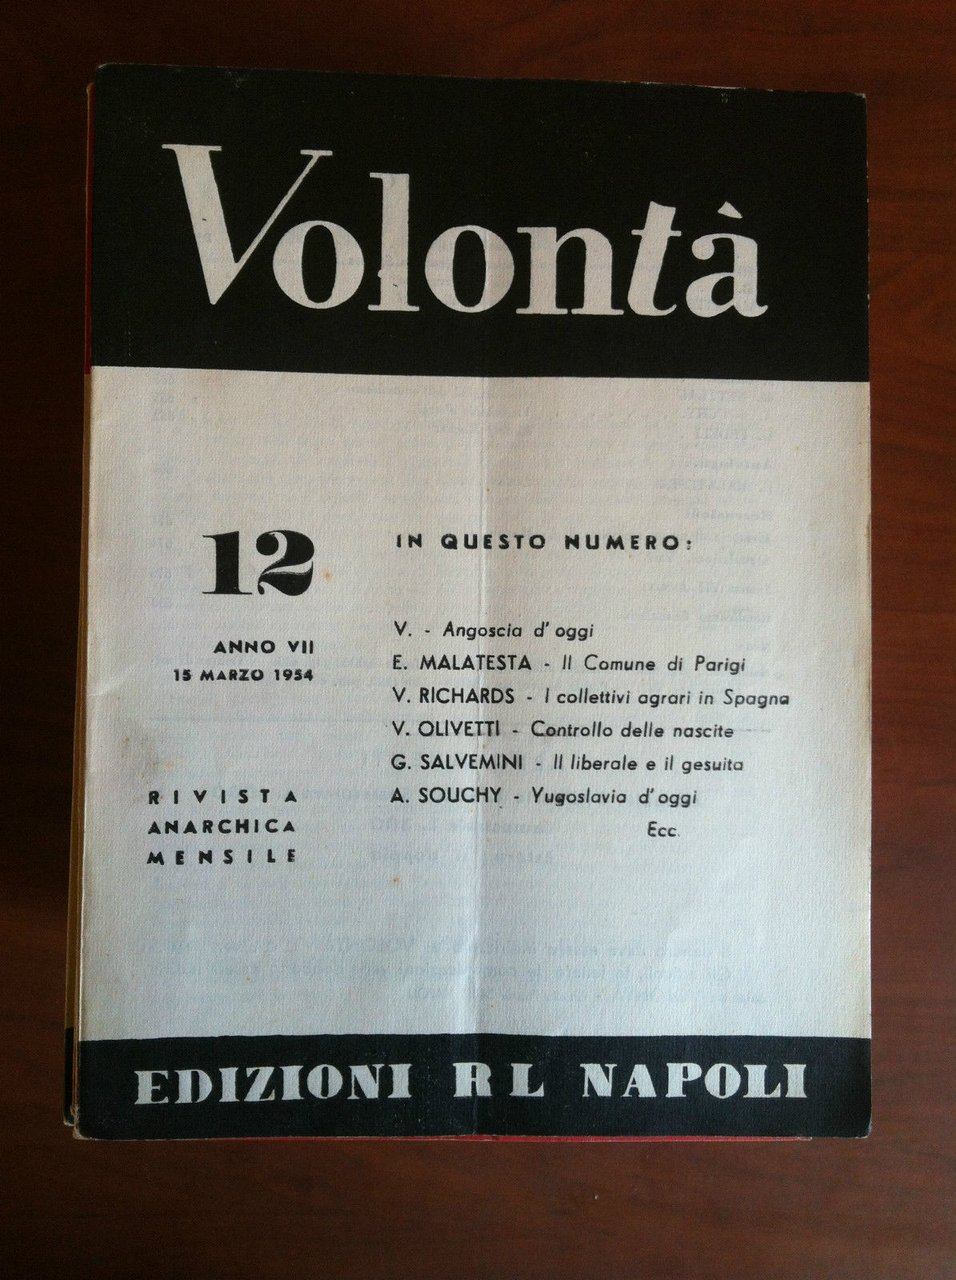 Volontà
12
ANNO VII
15 MARZO 1954
RIVISTA
ANARCHICA
MENSILE
IN QUESTO NUMERO:
V. - Angoscia d'oggi
E. MALATESTA - Il Comune di Parigi
V. RICHARDS - I collettivi agrari in Spagna
V. OLIVETTI - Controllo delle nascite
G. SALVEMINI - Il liberale e il gesuita
A. SOUCHY - Yugoslavia d'oggi
Ecc.
EDIZIONI RL NAPOLI